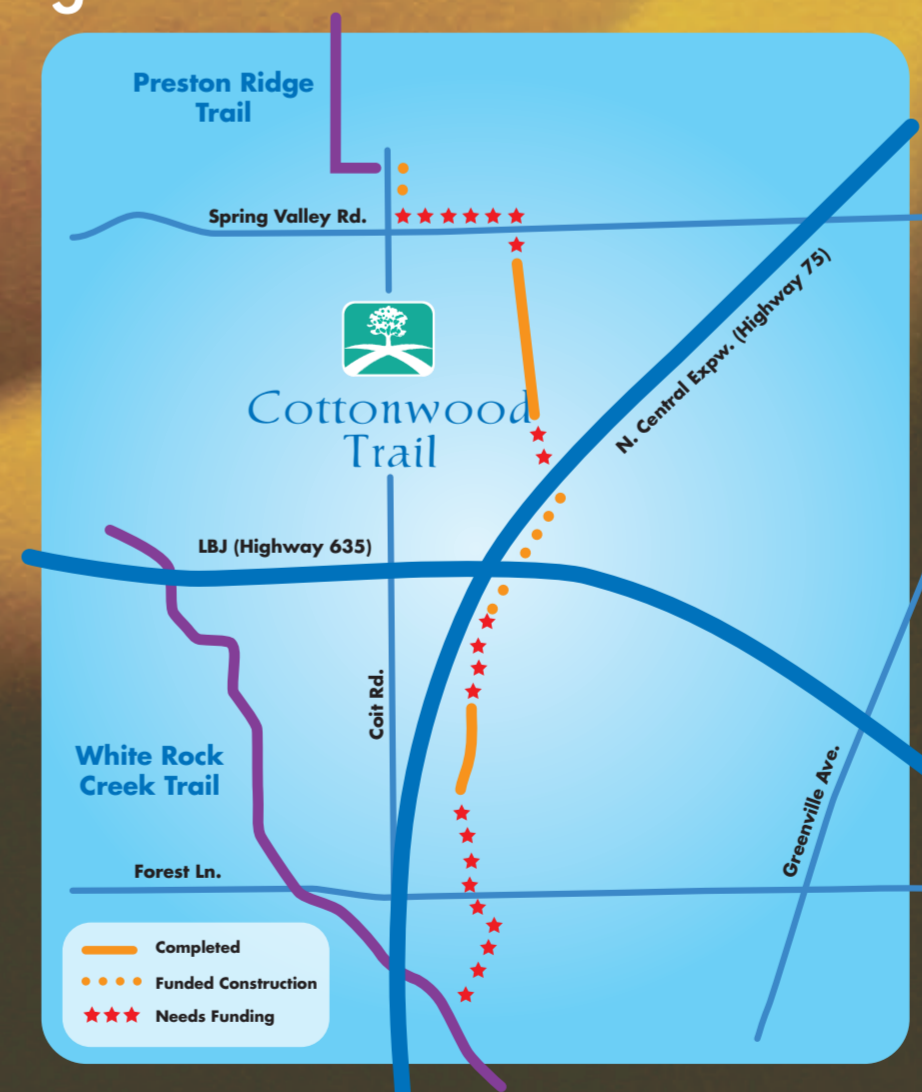 Preston Ridge
Trail
Spring Valley Rd.
N. Central Expw. (Highway 75)
Cottonwood
Trail
LBJ (Highway 635)
Coit Rd.
White Rock
Creek Trail
Greenville Ave.
Forest Ln.
Completed
Funded Construction
Needs Funding